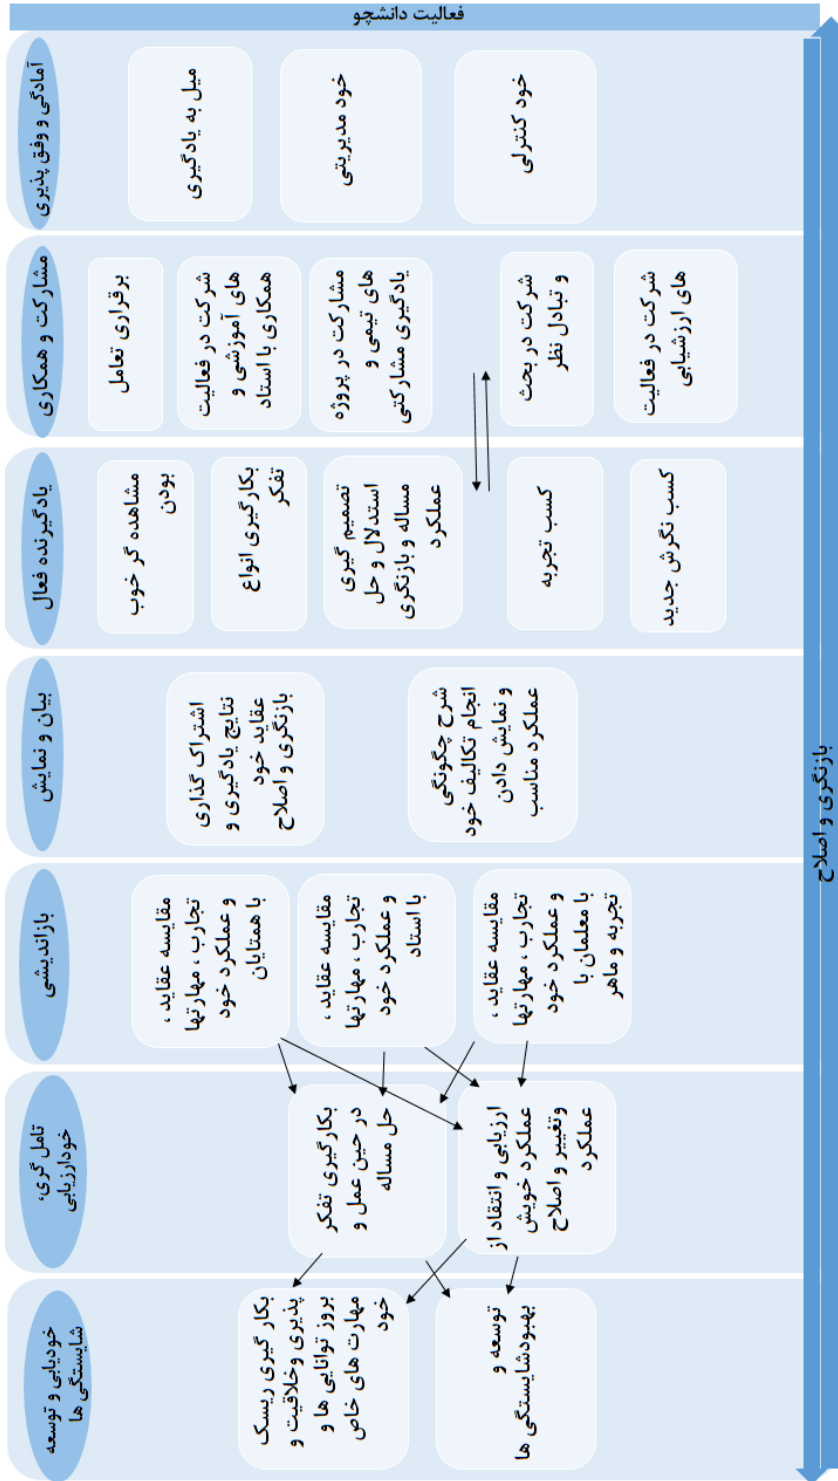 فعالیت دانشچو
آمادگی و وفق پذیری
میل به یادگیری
خود مدیریتی
خود کنترلی
مشارکت و همکاری
برقراری تعامل
شرکت در فعالیت
های آموزشی و
همکاری با استاد
مشارکت در پروژه
های تیمی و
یادگیری مشارکتی
شرکت در بحث
و تبادل نظر
شرکت در فعالیت
های ارزشیابی
یادگیرنده فعال
مشاهده گر خوب
بودن
بکارگیری انواع
تفکر
تصمیم گیری
استدلال و حل
مساله و بازنگری
عملکرد
کسب تجربه
کسب نگرش جدید
بیان و نمایش
اشتراک گذاری
نتایج یادگیری و
عقاید خود
بازنگری و اصلاح
شرح چگونگی
انجام تکالیف خود
و نمایش دادن
عملکرد مناسب
بازاندیشی
مقایسه عقاید ،
تجارب ، مهارتها
و عملکرد خود
با همتایان
مقایسه عقاید ،
تجارب ، مهارتها
و عملکرد خود
با استاد
مقایسه عقاید ،
تجارب ، مهارتها
و عملکرد خود
با معلمان با
تجربه و ماهر
تامل گری،
خودارزیابی
بکارگیری تفکر
در حین عمل و
حل مساله
ارزیابی و انتقاد از
عملکرد خویش
وتغییر و اصلاح
عملکرد
خودیابی و توسعه
شایستگی ها
بکار گیری ریسک
پذیری وخلاقیت و
بروز توانایی ها و
مهارت های خاص
خود
توسعه و
بهبودشایستگی ها
بازنگری و اصلاح